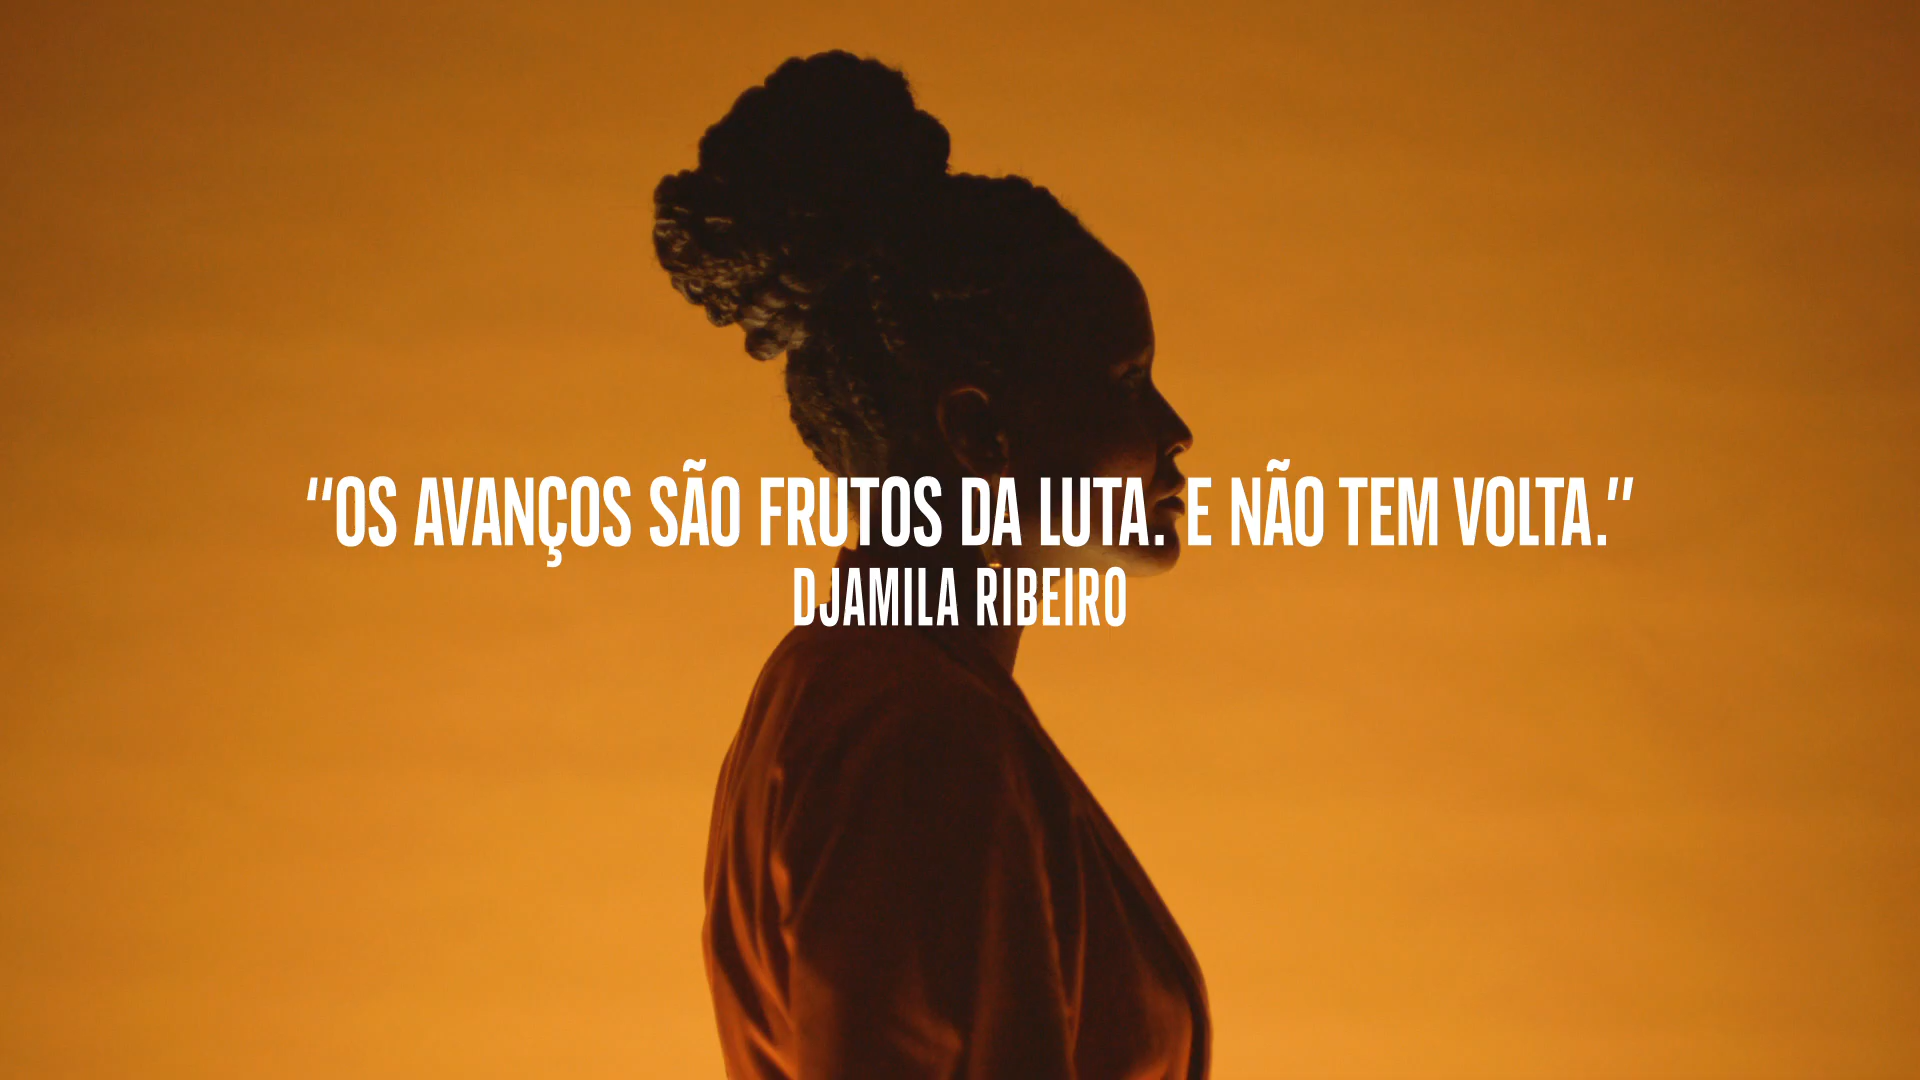 “OS AVANÇOS SÃO FRUTOS DA LUTA. E NÃO TEM VOLTA.”
DJAMILA RIBEIRO